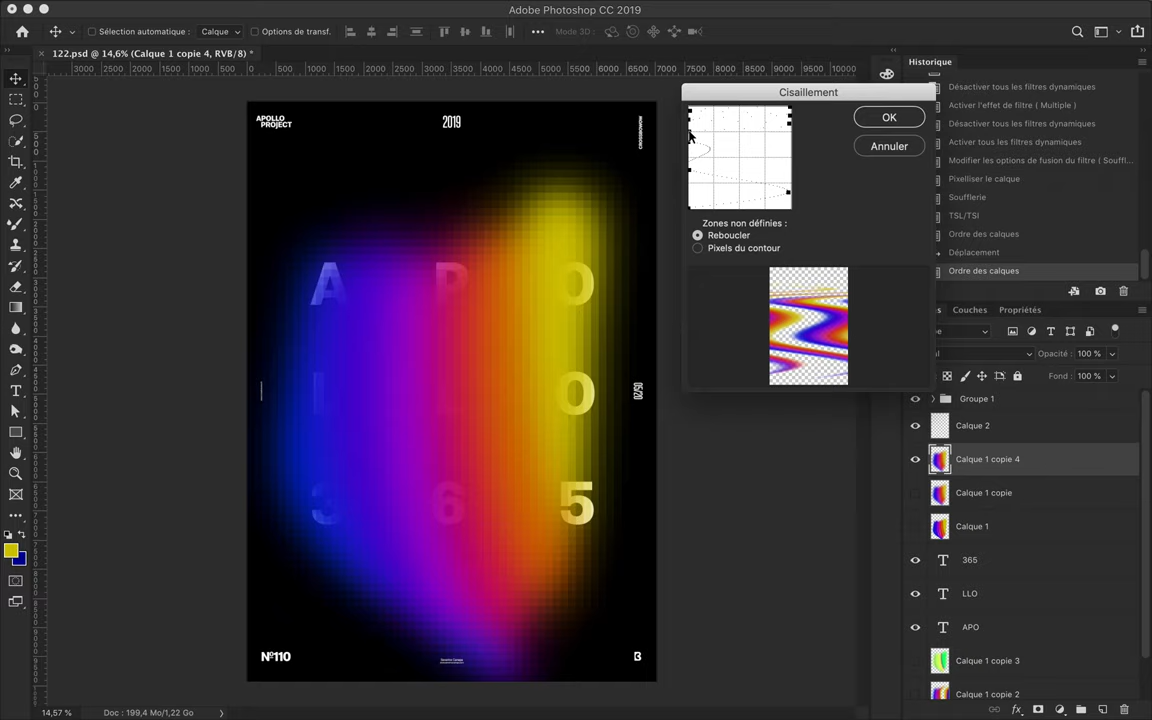 Adobe Photoshop CC 2019
Sélection automatique :
Calque
Options de transf.
Mode 3D :
122.psd @ 14,6% (Calque 1 copie 4, RVB/8) *
3000 2500 2000 1500 1000 500 0 500 1000 1500 2000 2500 3000 3500 4000 4500 5000 5500 6000 6500 7000 7500 8000 8500 9000 9500 10000
APOLLO
PROJECT
2019
A P O
L L O
3 6 5
05/20
Nº110
Cisaillement
OK
Annuler
Zones non définies :
Reboucler
Pixels du contour
Historique
Désactiver tous les filtres dynamiques
Activer l'effet de filtre ( Multiple )
Désactiver tous les filtres dynamiques
Activer tous les filtres dynamiques
Modifier les options de fusion du filtre ( Souffl...
Pixelliser le calque
Soufflerie
TSL/TSI
Ordre des calques
Déplacement
Ordre des calques
Couches
Propriétés
Opacité : 100 %
Fond : 100 %
Groupe 1
Calque 2
Calque 1 copie 4
Calque 1 copie
Calque 1
365
LLO
APO
Calque 1 copie 3
Calque 1 copie 2
14,57 %
Doc : 199,4 Mo/1,22 Go